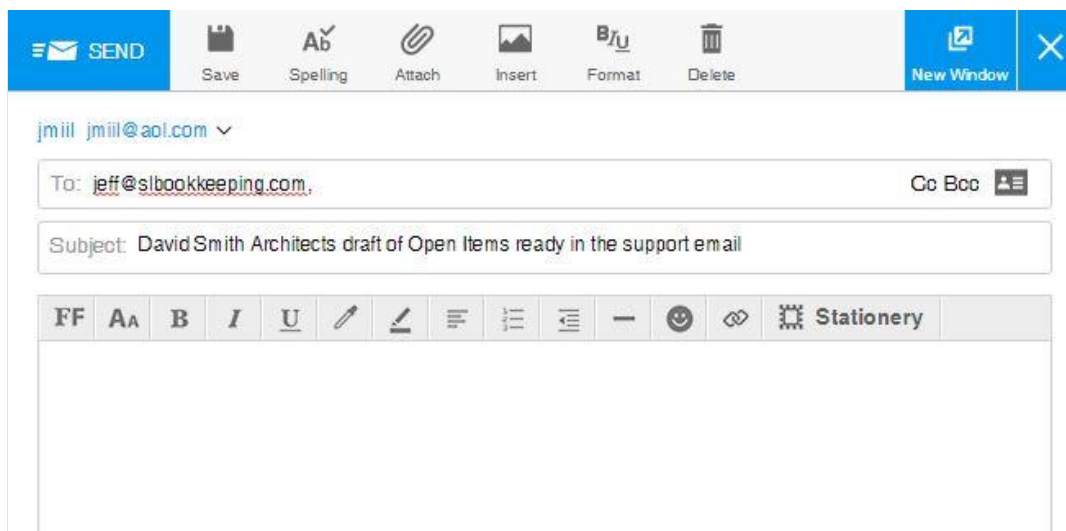 SEND
Save Spelling Attach Insert Format Delete New Window
jmiil jmiil@aol.com
To: jeff@slbookkeeping.com, Cc Bcc
Subject: David Smith Architects draft of Open Items ready in the support email
FF AA B I U Stationery